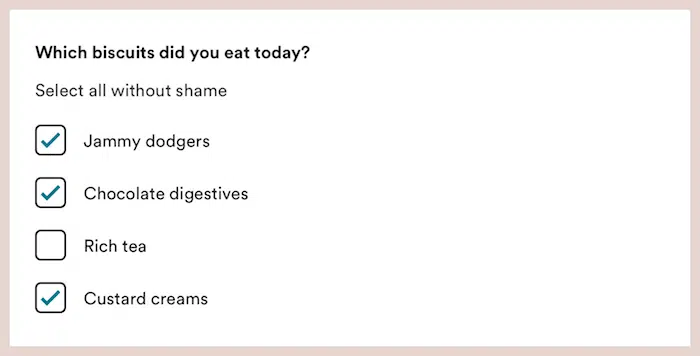 Which biscuits did you eat today?
Select all without shame
Jammy dodgers
Chocolate digestives
Rich tea
Custard creams